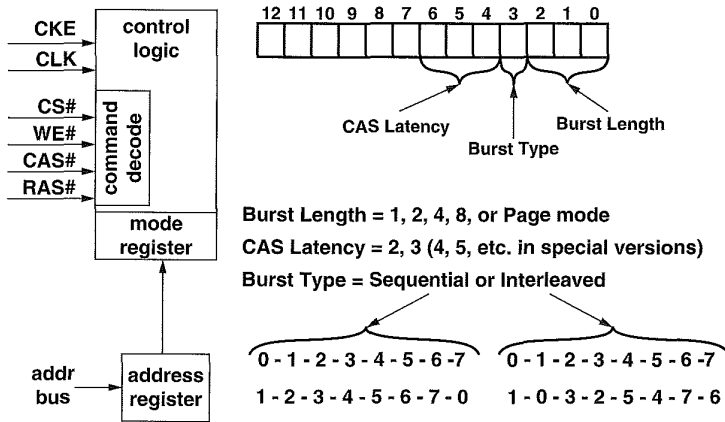 CKE
CLK
CS#
WE#
CAS#
RAS#
control
logic
command
decode
mode
register
addr
bus
address
register
12 11 10 9 8 7 6 5 4 3 2 1 0
CAS Latency
Burst Type
Burst Length
Burst Length = 1, 2, 4, 8, or Page mode
CAS Latency = 2, 3 (4, 5, etc. in special versions)
Burst Type = Sequential or Interleaved
0 - 1 - 2 - 3 - 4 - 5 - 6 -7
1 - 2 - 3 - 4 - 5 - 6 - 7 - 0
0 - 1 - 2 - 3 - 4 - 5 - 6 -7
1 - 0 - 3 - 2 - 5 - 4 - 7 - 6